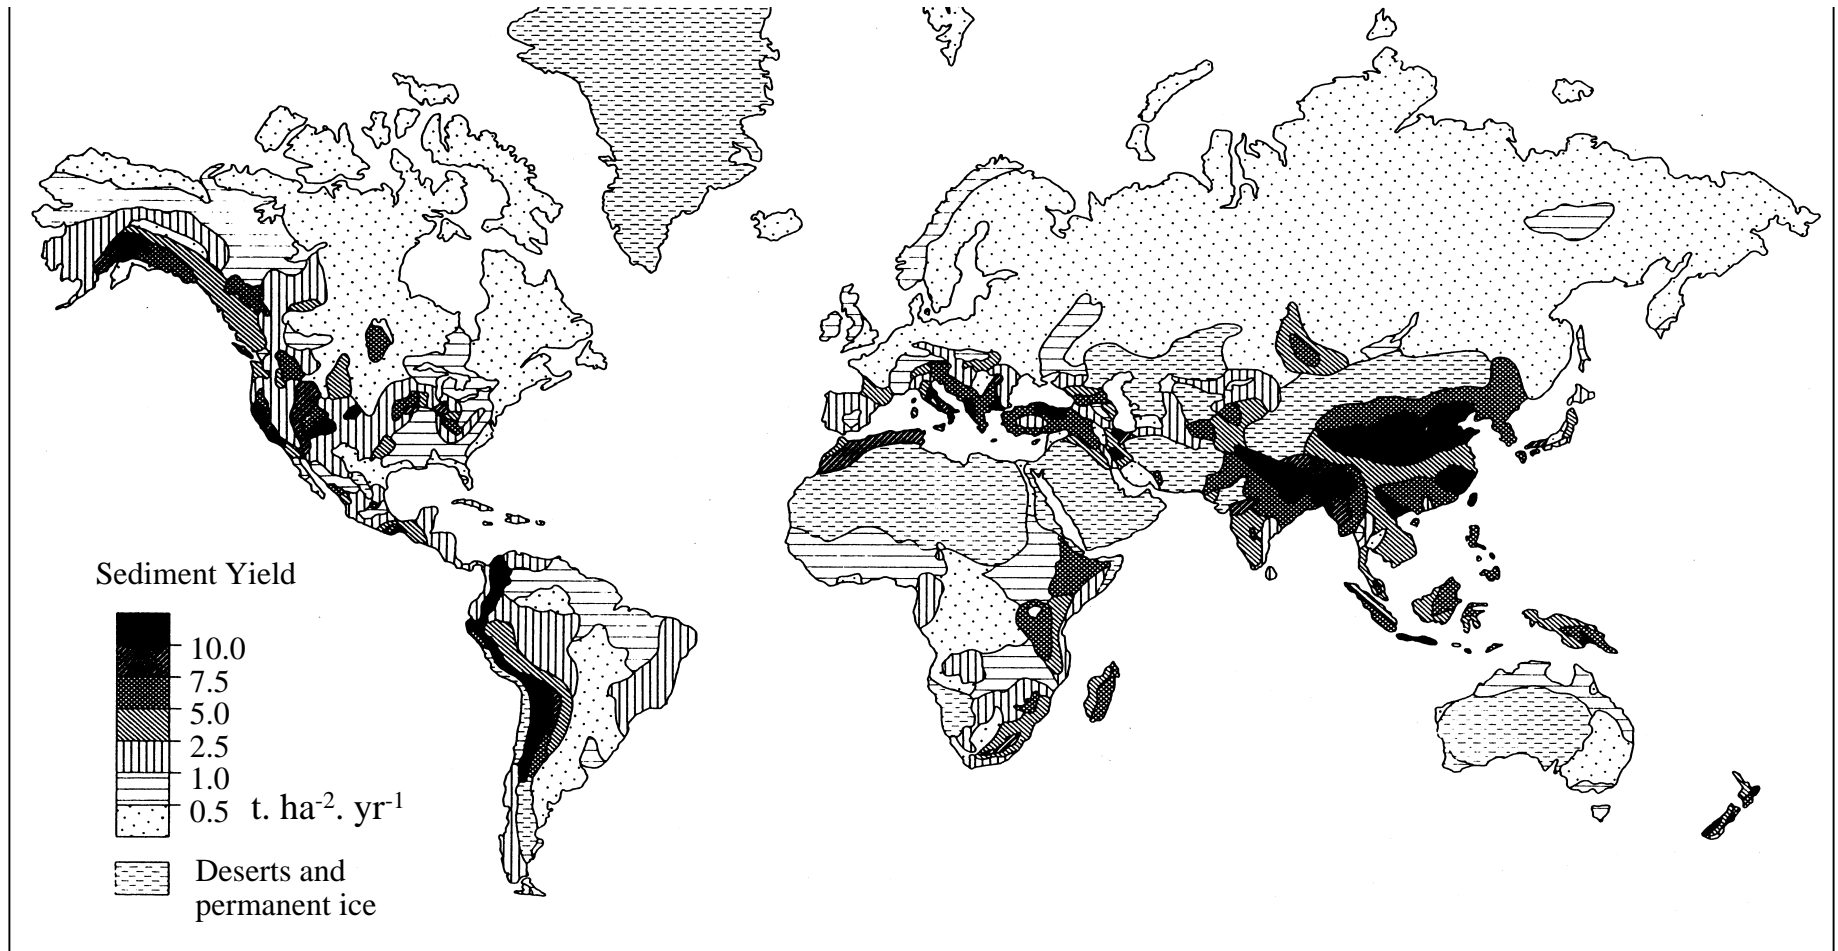 Sediment Yield
10.0
7.5
5.0
2.5
1.0
0.5 t. ha⁻². yr⁻¹
Deserts and
permanent ice